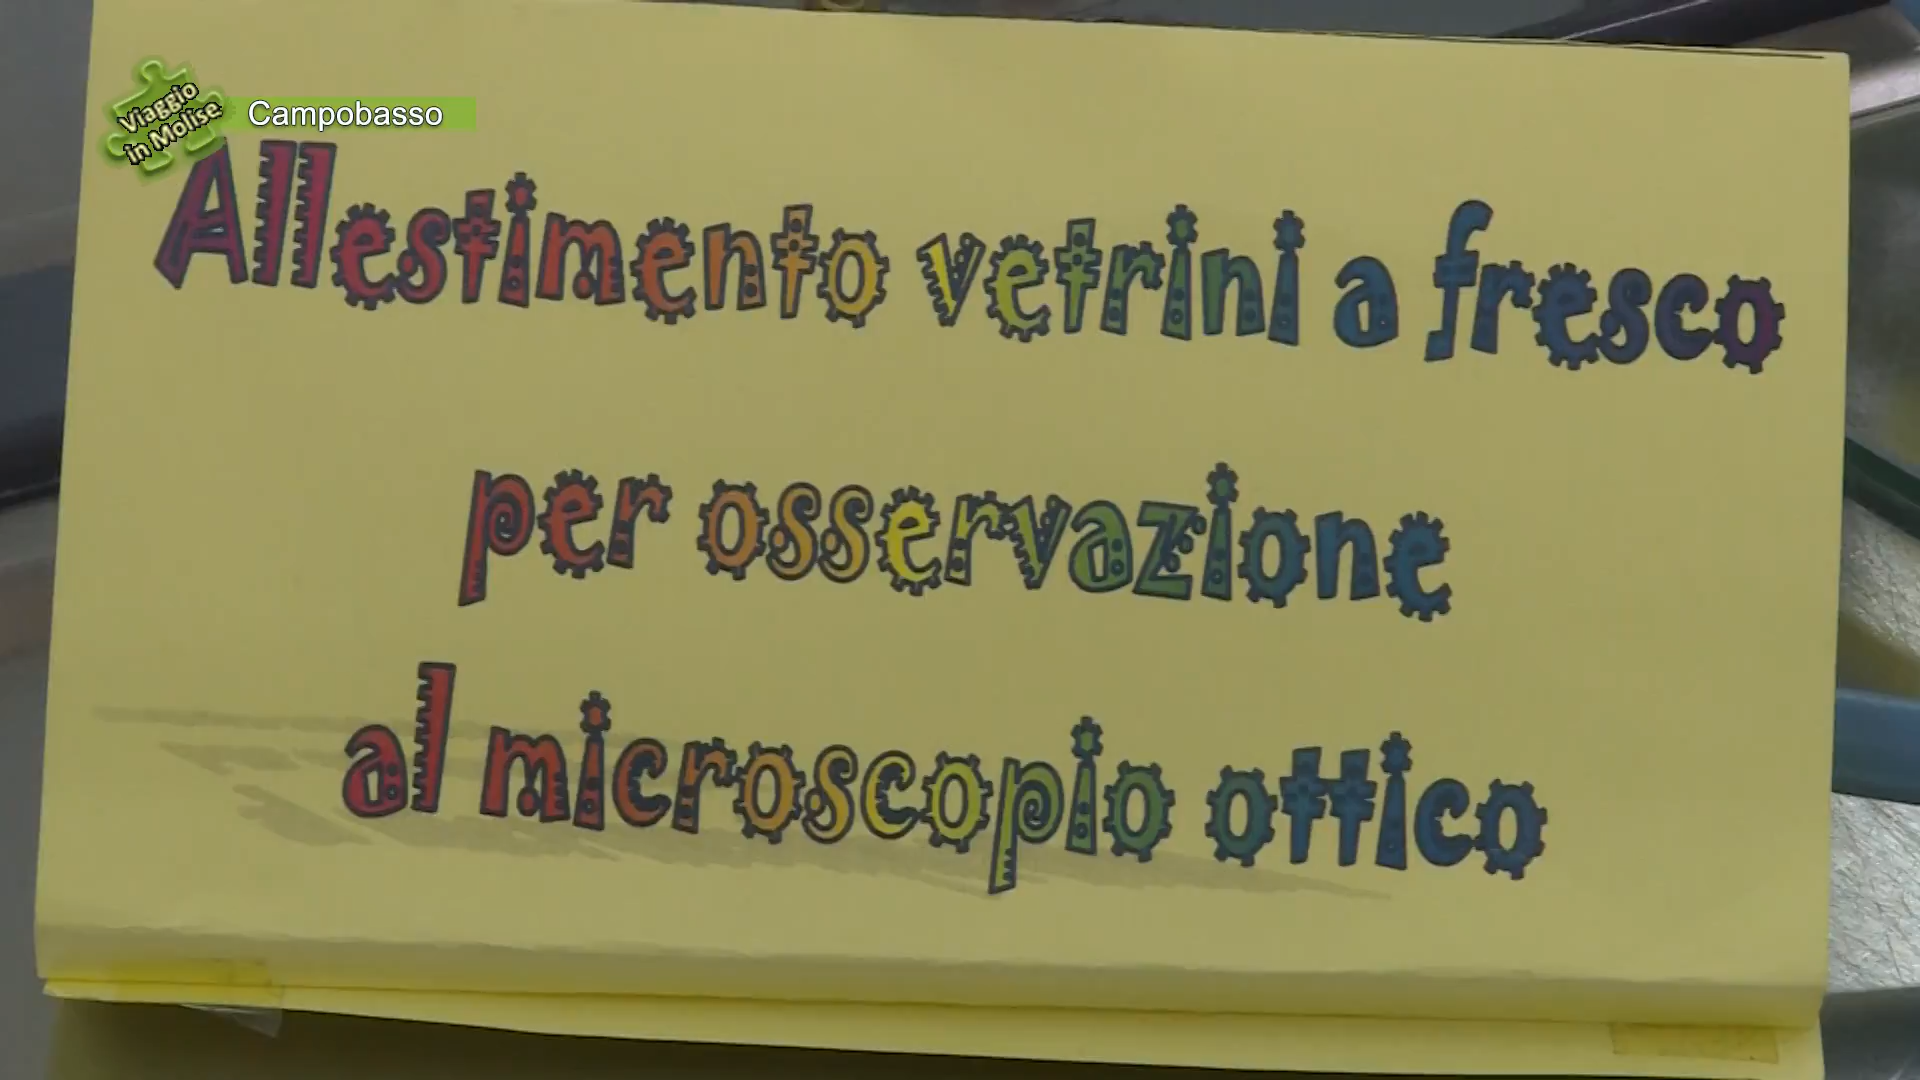 Viaggio
in Molise
Campobasso
Allestimento vetrini a fresco
per osservazione
al microscopio ottico